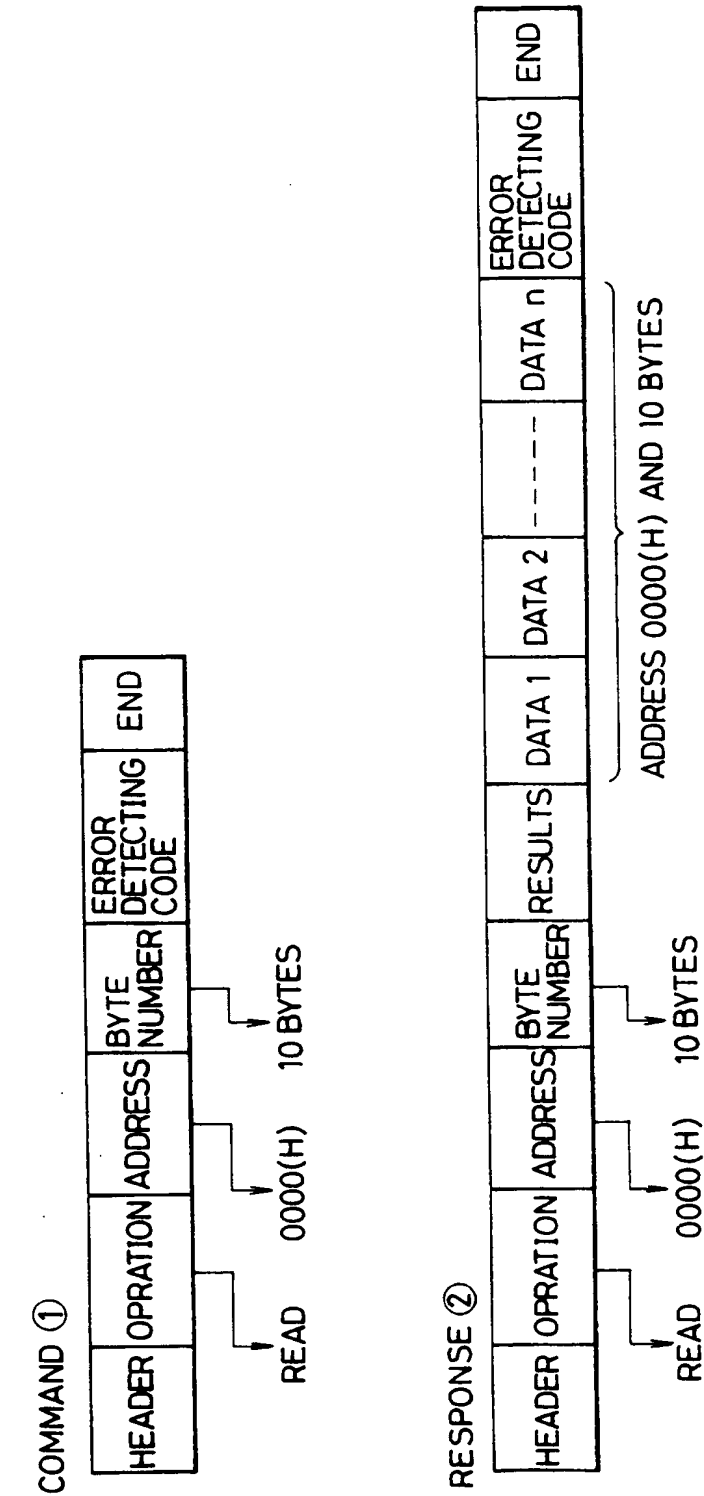 COMMAND ①
HEADER
OPRATION
ADDRESS
BYTE
NUMBER
ERROR
DETECTING
CODE
END
READ
0000(H)
10 BYTES
RESPONSE ②
HEADER
OPRATION
ADDRESS
BYTE
NUMBER
RESULTS
DATA 1
DATA 2
-----
DATA n
ERROR
DETECTING
CODE
END
READ
0000(H)
10 BYTES
ADDRESS 0000(H) AND 10 BYTES